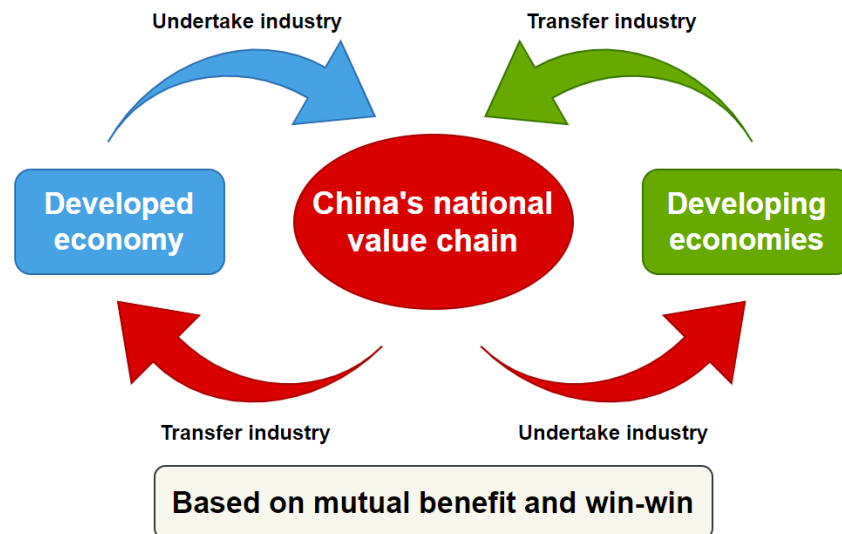 Undertake industry
Transfer industry
Developed
economy
China's national
value chain
Developing
economies
Transfer industry
Undertake industry
Based on mutual benefit and win-win